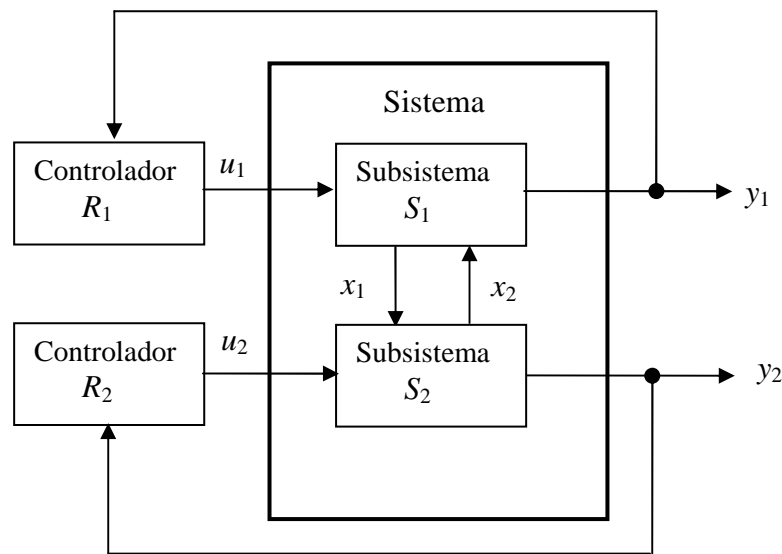 Sistema
Controlador
R1
u1
Subsistema
S1
y1
x1
x2
Controlador
R2
u2
Subsistema
S2
y2